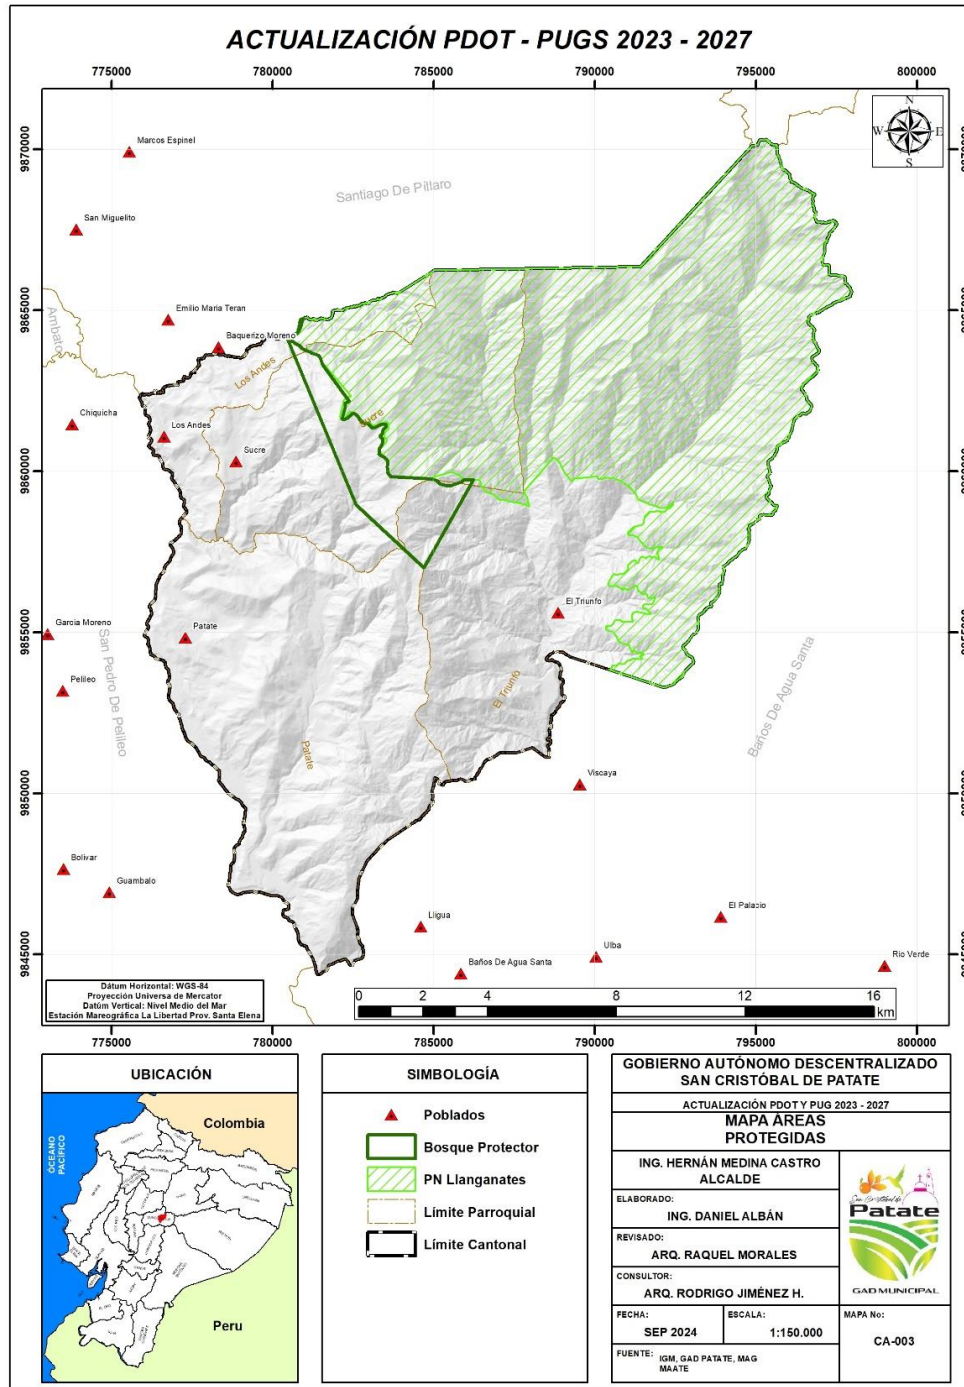 ACTUALIZACIÓN PDOT - PUGS 2023 - 2027
775000 780000 785000 790000 795000 800000
N
W E
S
9870000
9865000
9860000
9855000
9850000
9845000
Marcos Espinel
Santiago De Píllaro
San Miguelito
Emilio Maria Teran
Ambato
Baquerizo Moreno
Los Andes
Chiquicha
Los Andes
Sucre
Sucre
El Triunfo
Garcia Moreno
Patate
San Pedro De Pelileo
Pelileo
El Triunfo
Baños De Agua Santa
Patate
Viscaya
Bolivar
Guambalo
Lligua
El Palacio
Ulba
Baños De Agua Santa
Rio Verde
Dátum Horizontal: WGS-84
Proyección Universa de Mercator
Datúm Vertical: Nivel Medio del Mar
Estación Mareográfica La Libertad Prov. Santa Elena
0 2 4 8 12 16
km
775000 780000 785000 790000 795000 800000
UBICACIÓN
Colombia
ÓCEANO
PACÍFICO
Peru
SIMBOLOGÍA
Poblados
Bosque Protector
PN Llanganates
Límite Parroquial
Límite Cantonal
GOBIERNO AUTÓNOMO DESCENTRALIZADO
SAN CRISTÓBAL DE PATATE
ACTUALIZACIÓN PDOT Y PUG 2023 - 2027
MAPA ÁREAS
PROTEGIDAS
ING. HERNÁN MEDINA CASTRO
ALCALDE
ELABORADO:
ING. DANIEL ALBÁN
REVISADO:
ARQ. RAQUEL MORALES
CONSULTOR:
ARQ. RODRIGO JIMÉNEZ H.
FECHA:
SEP 2024
ESCALA:
1:150.000
FUENTE: IGM, GAD PATATE, MAG
MAATE
San Cristóbal de
Patate
GAD MUNICIPAL
MAPA No:
CA-003